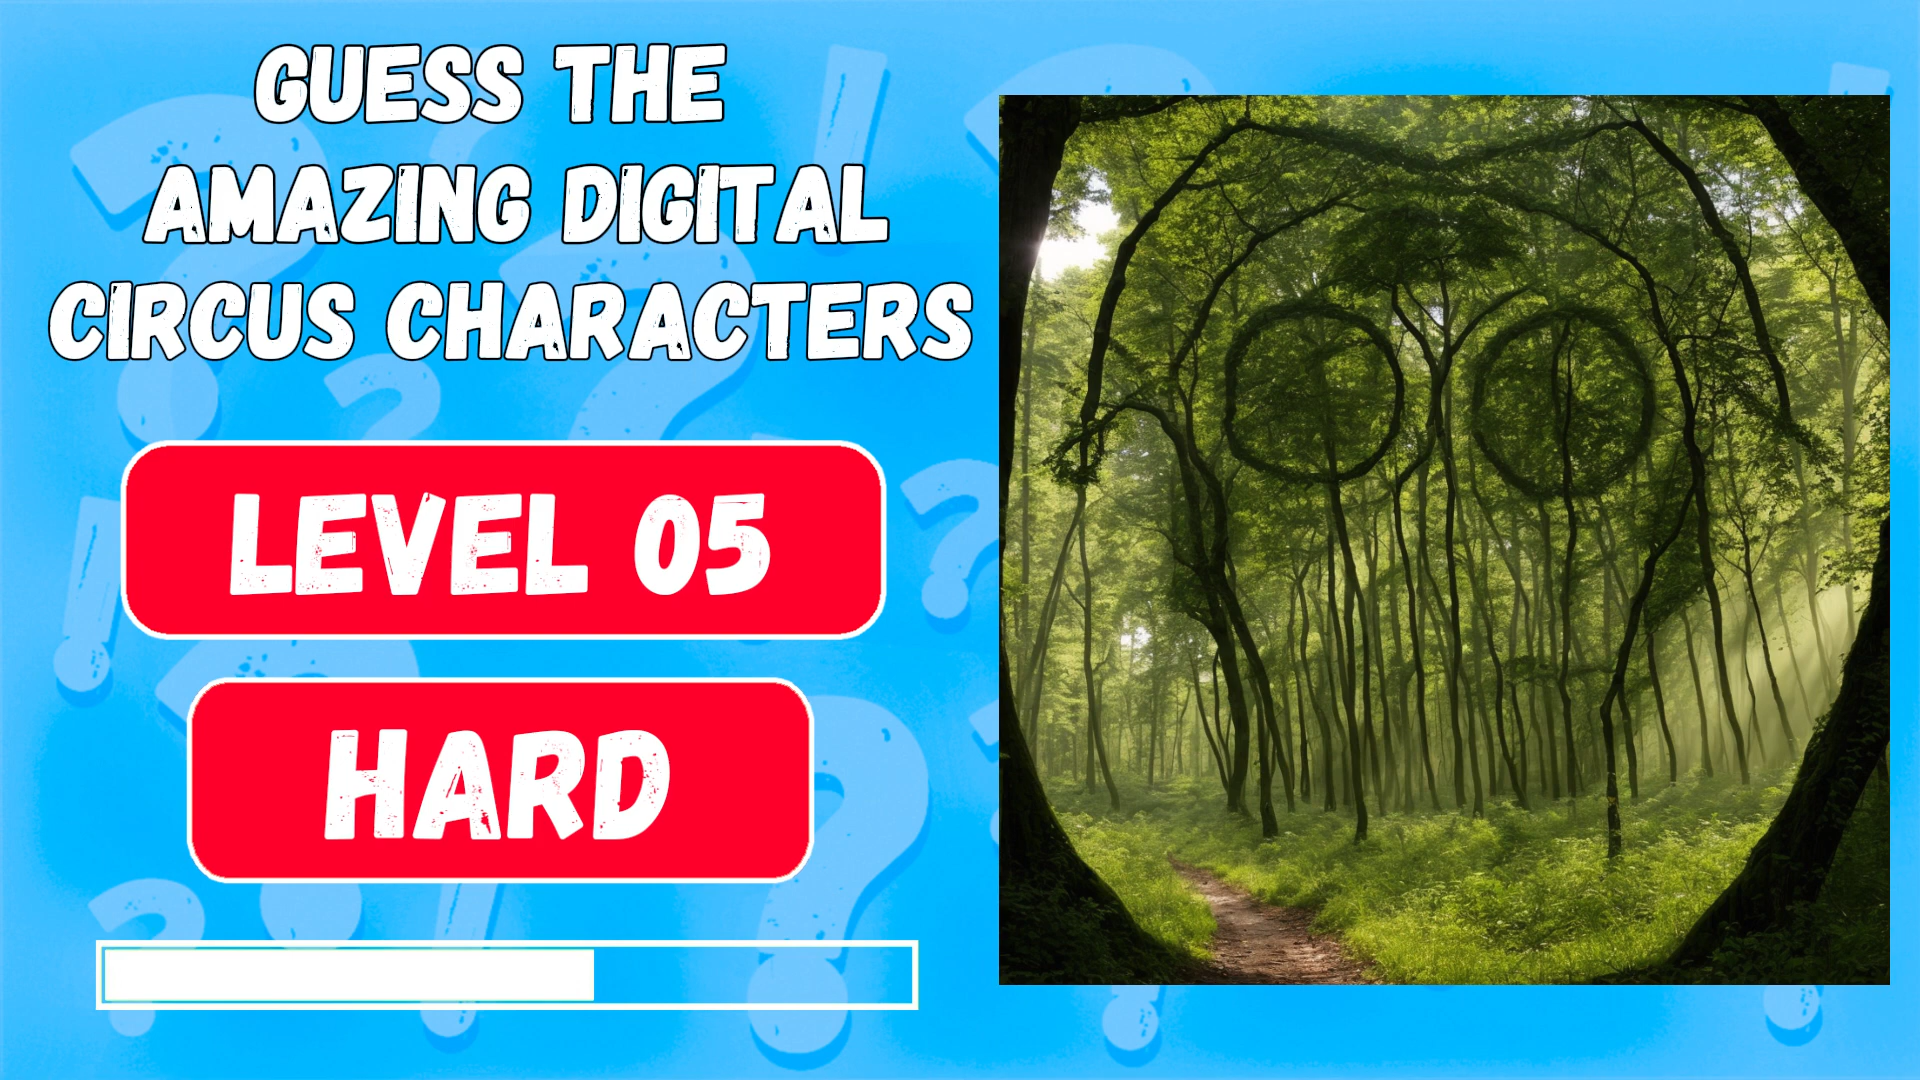 GUESS THE
AMAZING DIGITAL
CIRCUS CHARACTERS
LEVEL 05
HARD